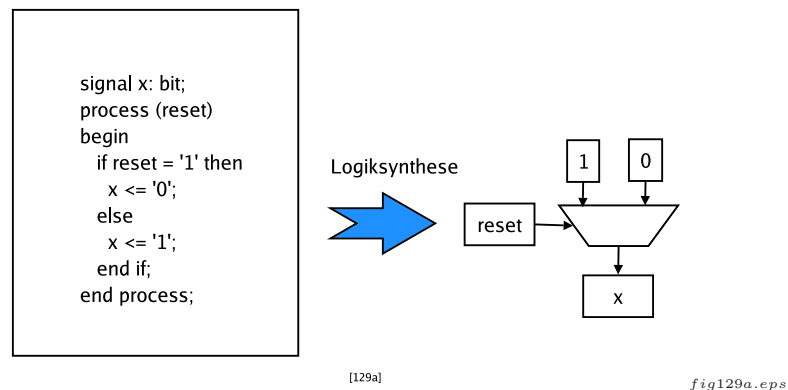 signal x: bit;
process (reset)
begin
if reset = '1' then
x <= '0';
else
x <= '1';
end if;
end process;
Logiksynthese
1
0
reset
x
[129a]
fig129a.eps